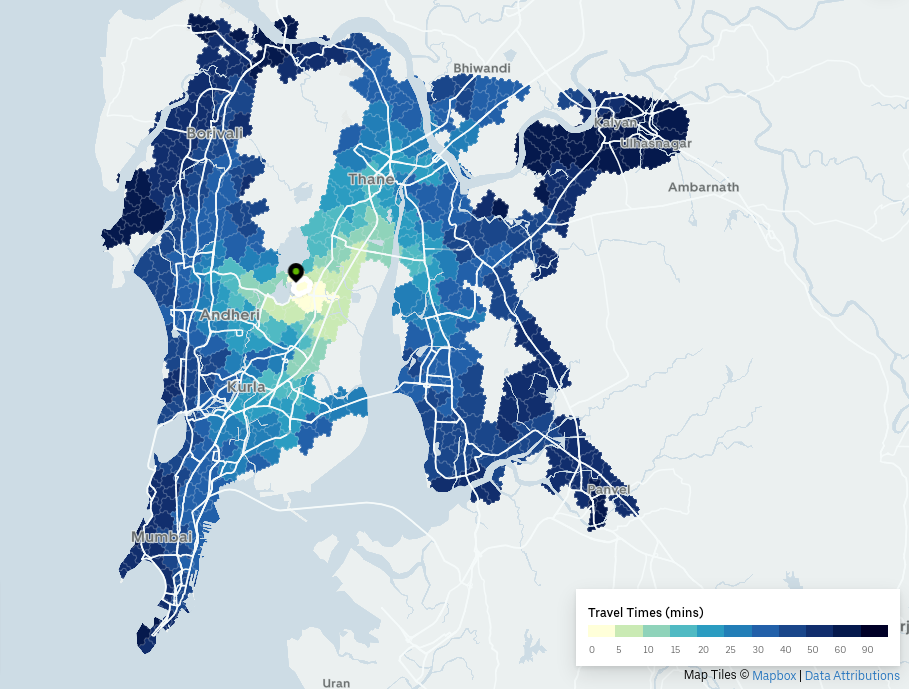 Bhiwandi
Kalyan
Borivali
Ulhasnagar
Thane
Ambarnath
Andheri
Kurla
Panvel
Mumbai
Travel Times (mins)
0 5 10 15 20 25 30 40 50 60 90
Map Tiles © Mapbox | Data Attributions
Uran